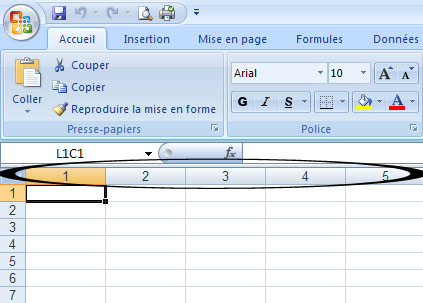 Accueil Insertion Mise en page Formules Données
Coller
Couper
Copier
Reproduire la mise en forme
Presse-papiers
Arial 10
G I S A
Police
L1C1 fx
1 2 3 4 5
1
2
3
4
5
6
7